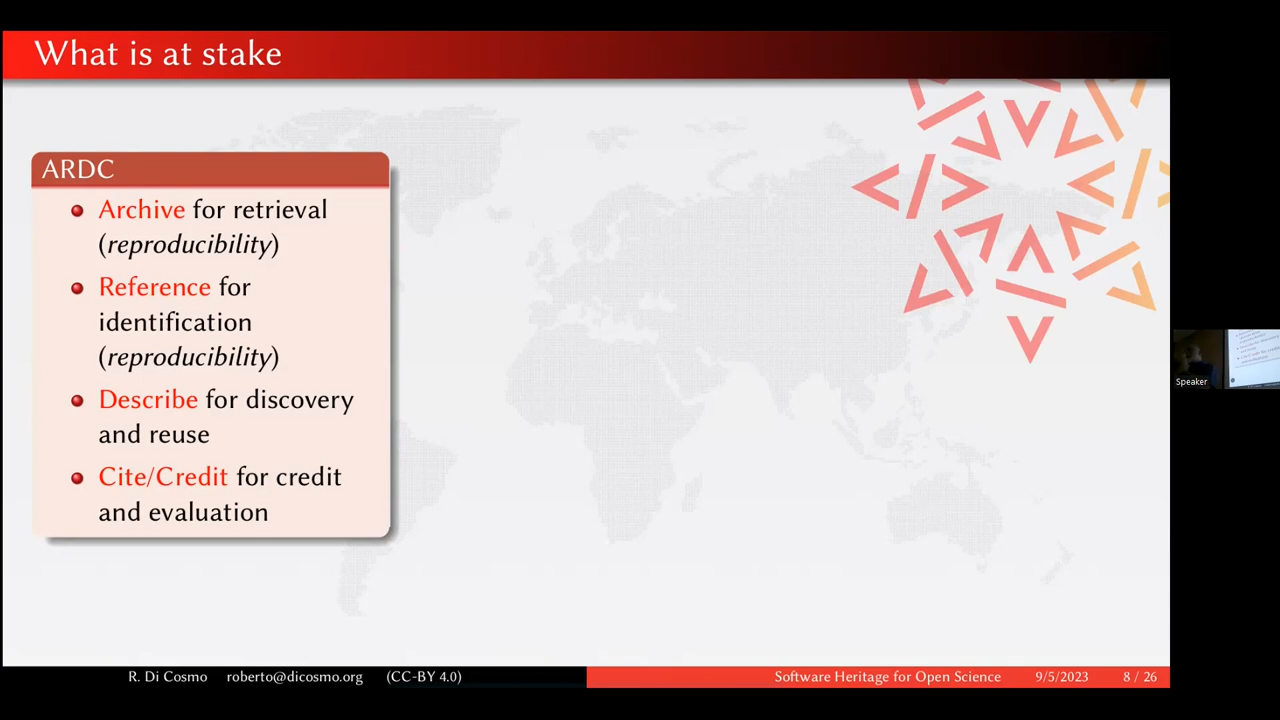 What is at stake
ARDC
Archive for retrieval
(reproducibility)
Reference for
identification
(reproducibility)
Describe for discovery
and reuse
Cite/Credit for credit
and evaluation
Speaker
R. Di Cosmo roberto@dicosmo.org (CC-BY 4.0) Software Heritage for Open Science 9/5/2023 8 / 26